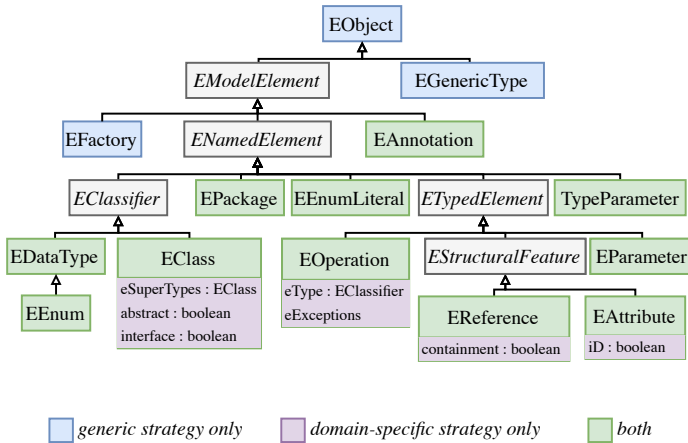 EObject
EModelElement
EGenericType
EFactory
ENamedElement
EAnnotation
EClassifier
EPackage
EEnumLiteral
ETypedElement
TypeParameter
EDataType
EClass
EOperation
EStructuralFeature
EParameter
eSuperTypes : EClass
abstract : boolean
interface : boolean
eType : EClassifier
eExceptions
EEnum
EReference
EAttribute
containment : boolean
iD : boolean
generic strategy only
domain-specific strategy only
both